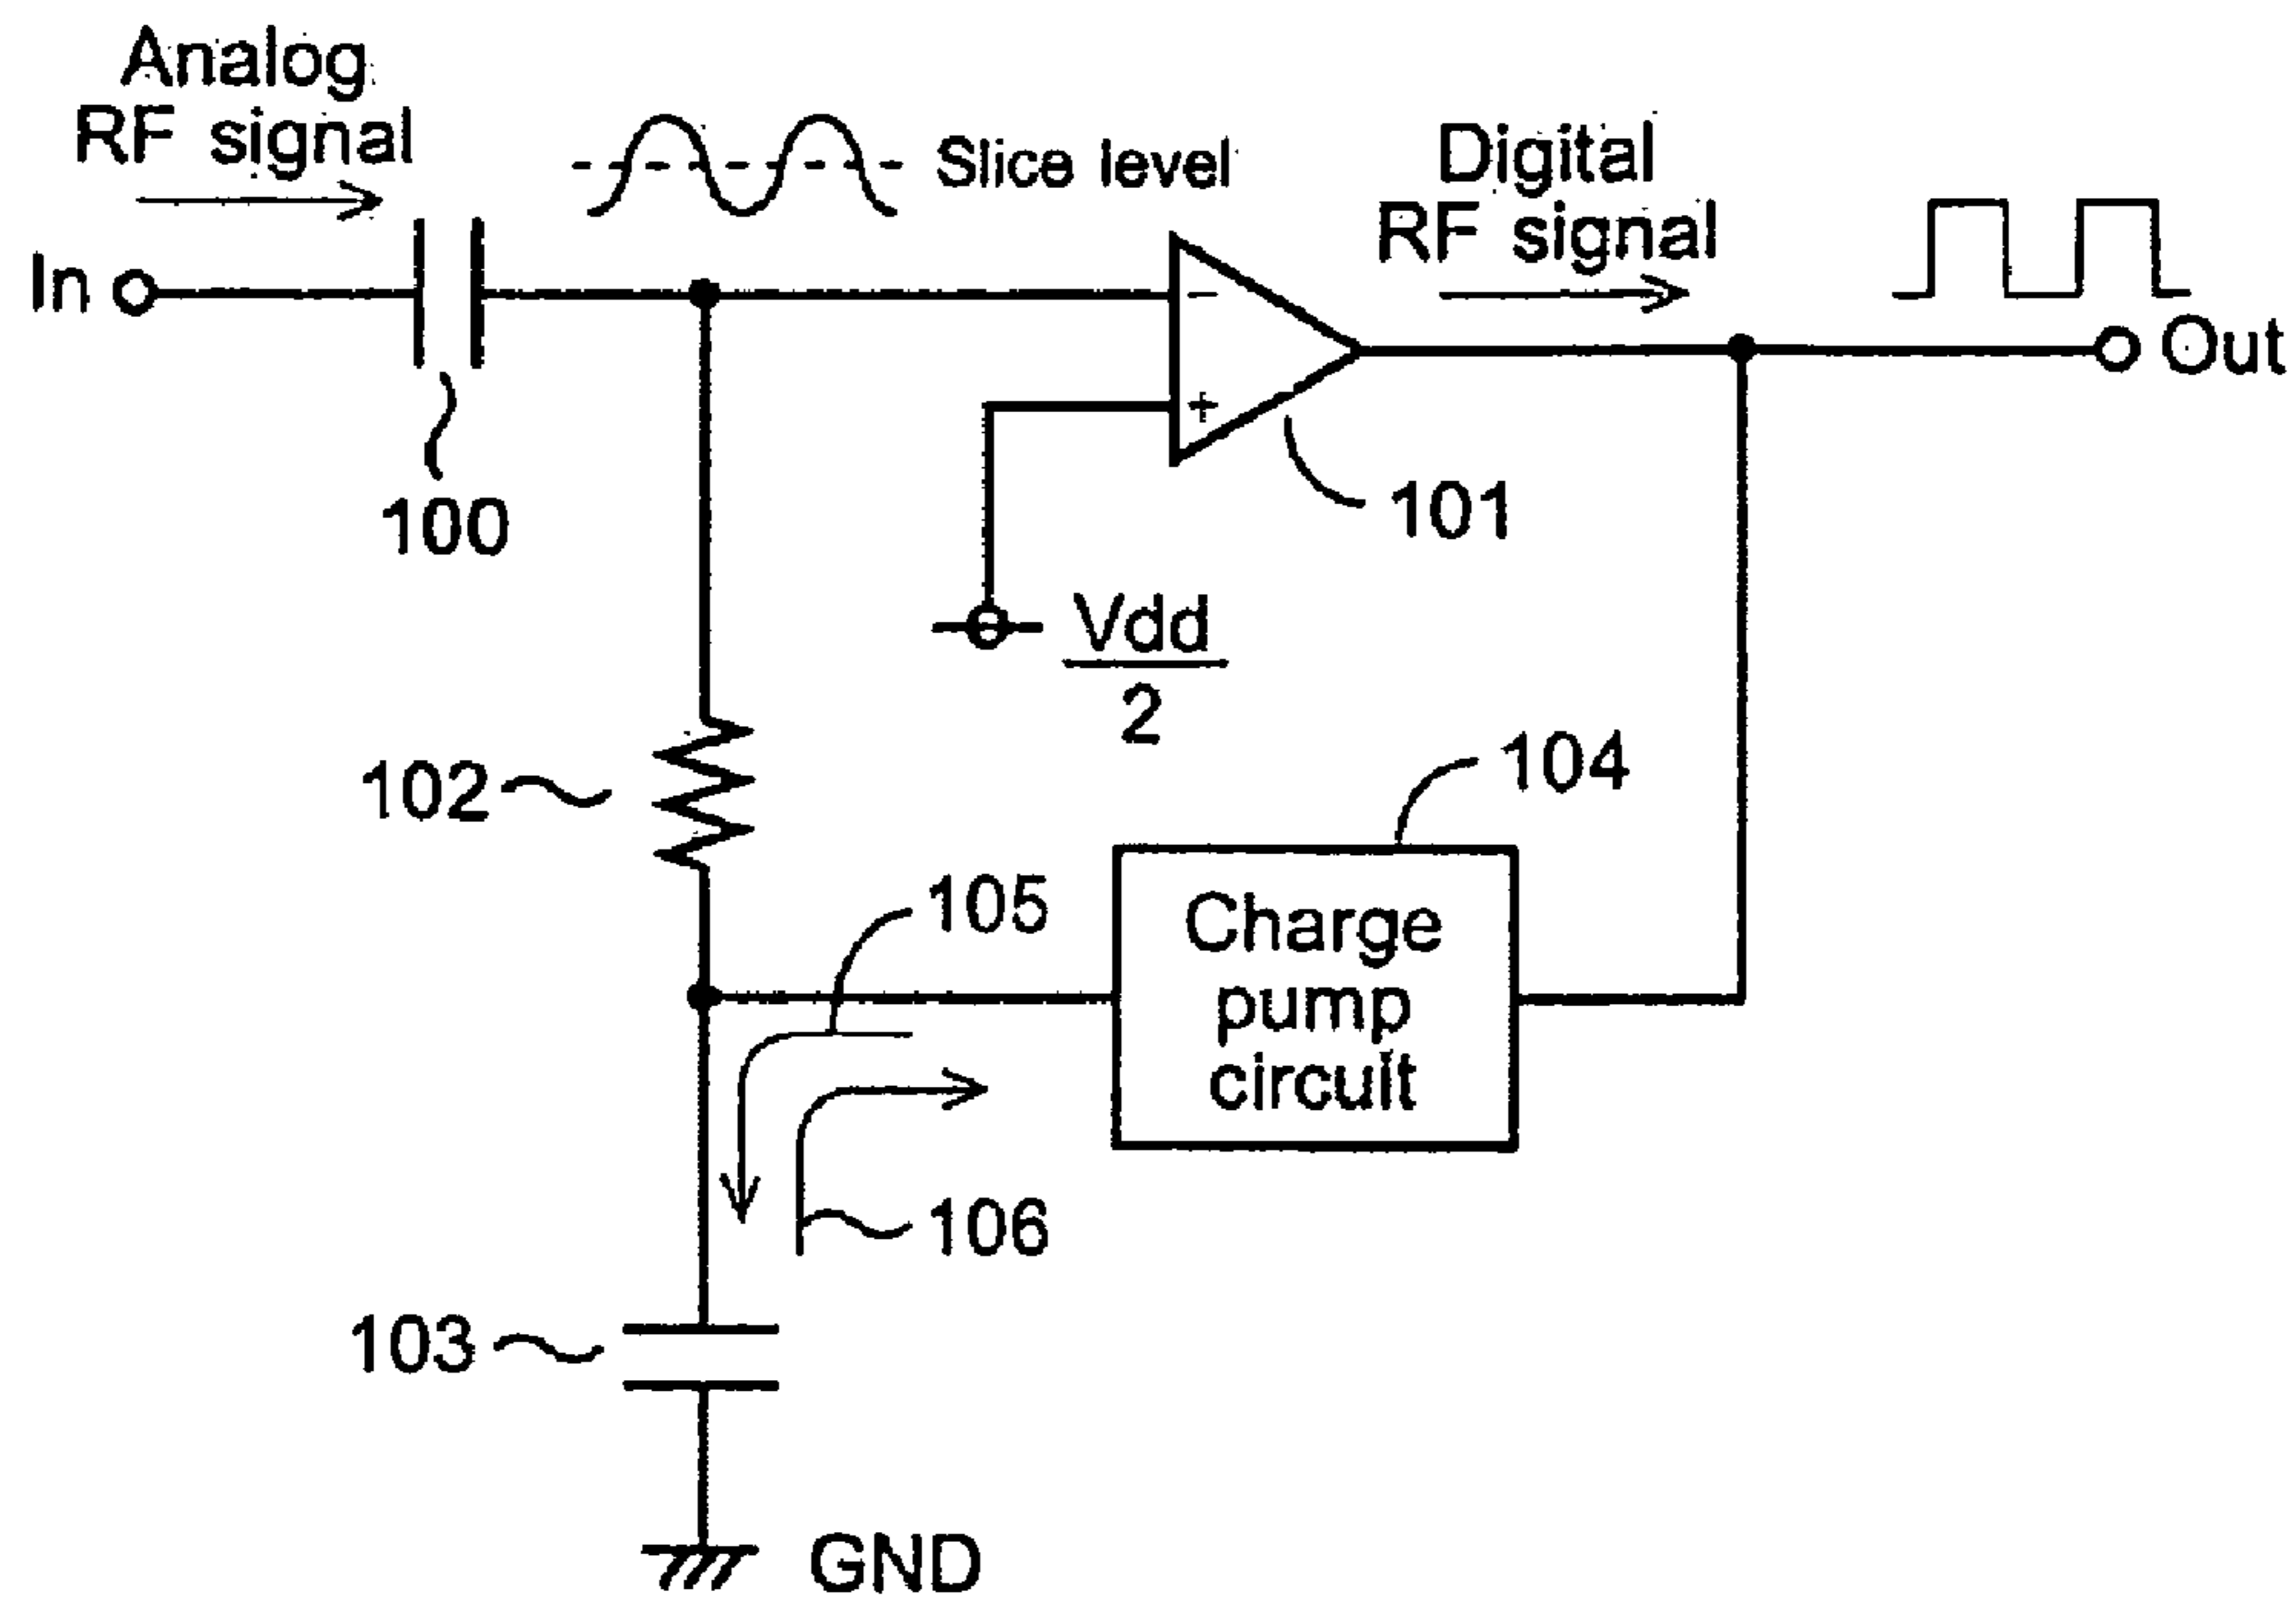 Analog
RF signal
Slice level
Digital
RF signal
In
Out
−
+
100
101
Vdd
2
102
104
105
Charge
pump
circuit
106
103
GND